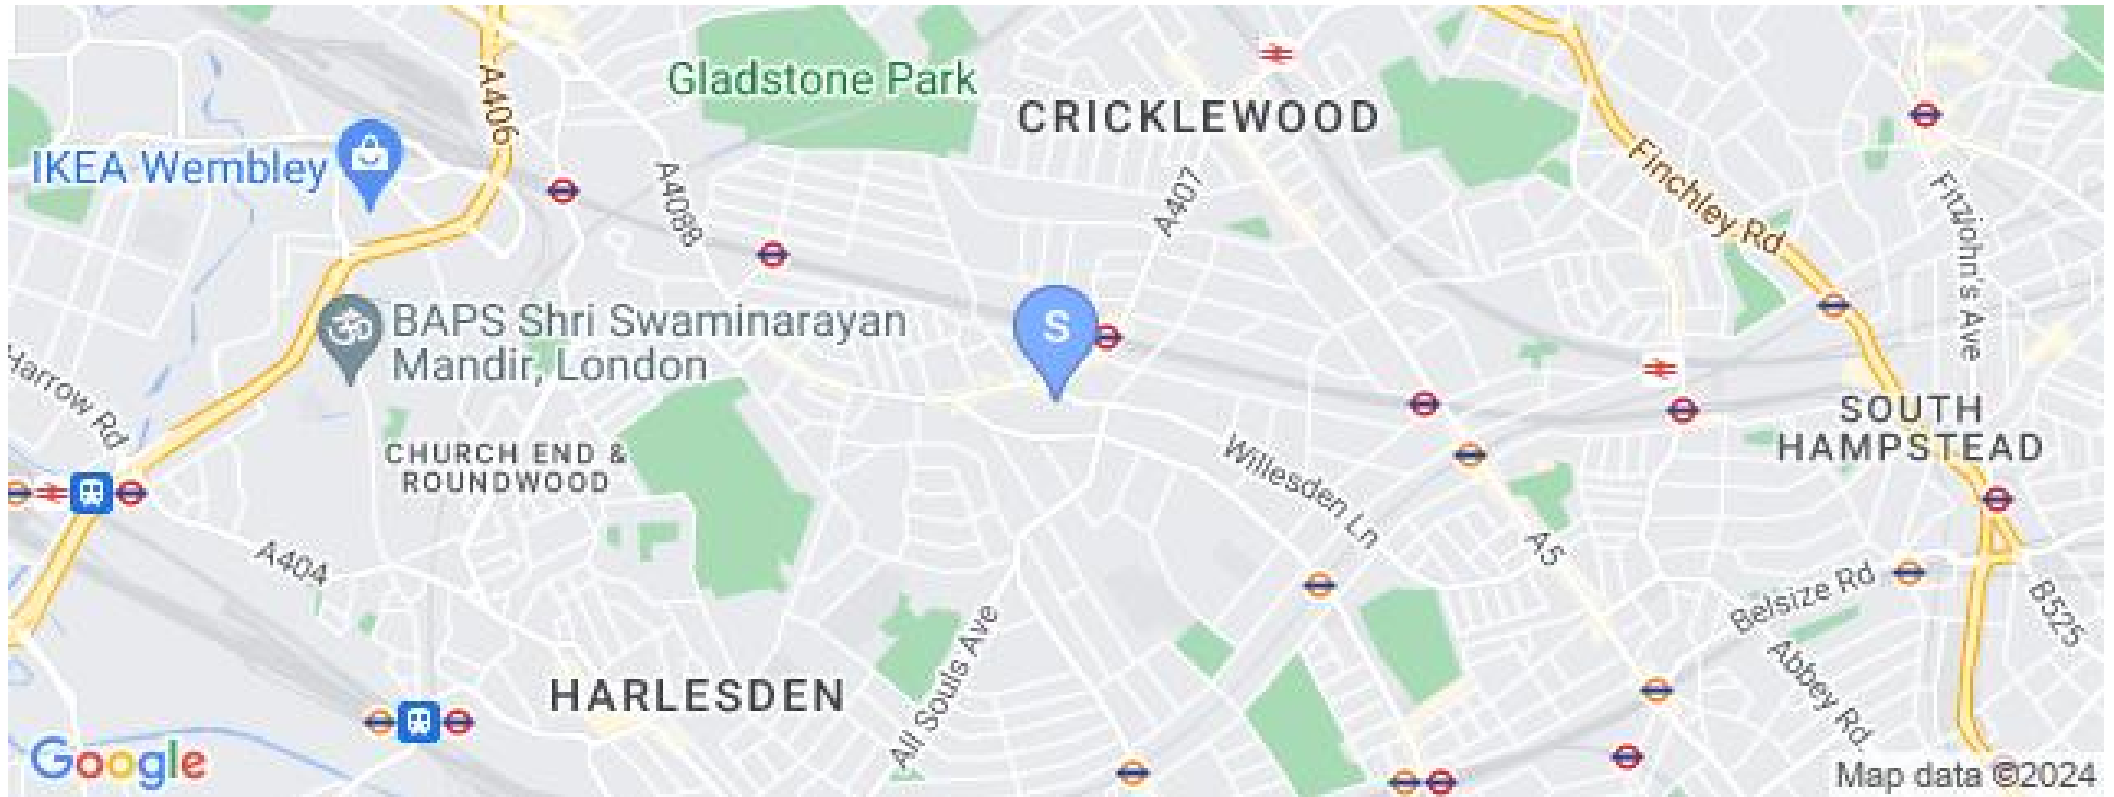 Gladstone Park
CRICKLEWOOD
A406
IKEA Wembley
A4088
A407
Finchley Rd
Fitzjohn's Ave
S
BAPS Shri Swaminarayan
Mandir, London
Harrow Rd
CHURCH END &
ROUNDWOOD
SOUTH
HAMPSTEAD
Willesden Ln
A404
A5
Belsize Rd
B525
Abbey Rd.
HARLESDEN
All Souls Ave
Google
Map data ©2024